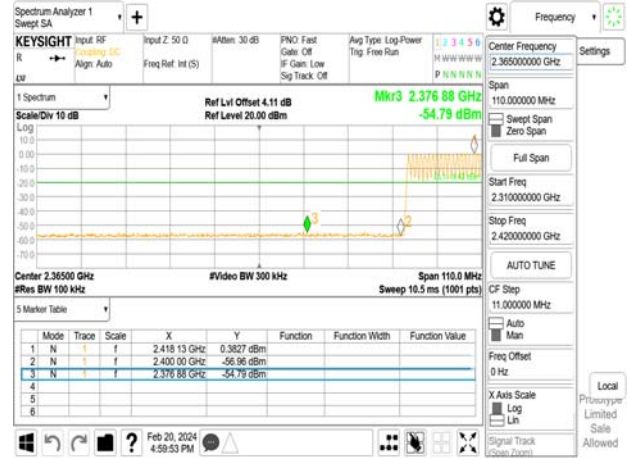 Spectrum Analyzer 1
Swept SA
Frequency
KEYSIGHT Input: RF Input Z: 50 Ω #Atten: 30 dB PNO: Fast Avg Type: Log-Power 1 2 3 4 5 6
R Coupling: DC Gate: Off Trig: Free Run M W W W W W
Align: Auto Freq Ref: Int (S) IF Gain: Low
Sig Track: Off P N N N N N
LVI
1 Spectrum
Ref Lvl Offset 4.11 dB Mkr3 2.376 88 GHz
Scale/Div 10 dB Ref Level 20.00 dBm -54.79 dBm
Log
10.0
0.00
-10.0
-20.0
-30.0
-40.0
-50.0
-60.0
-70.0
3
2
Center 2.36500 GHz #Video BW 300 kHz Span 110.0 MHz
#Res BW 100 kHz Sweep 10.5 ms (1001 pts)
5 Marker Table
Mode Trace Scale X Y Function Function Width Function Value
1 N 1 f 2.418 13 GHz 0.3827 dBm
2 N 1 f 2.400 00 GHz -56.96 dBm
3 N 1 f 2.376 88 GHz -54.79 dBm
4
5
6
?
Feb 20, 2024
4:59:53 PM
Center Frequency
2.365000000 GHz
Settings
Span
110.000000 MHz
Swept Span
Zero Span
Full Span
Start Freq
2.310000000 GHz
Stop Freq
2.420000000 GHz
AUTO TUNE
CF Step
11.000000 MHz
Auto
Man
Freq Offset
0 Hz
X Axis Scale
Log
Lin
Signal Track
(Span Zoom)
Local
Prototype
Limited
Sale
Allowed